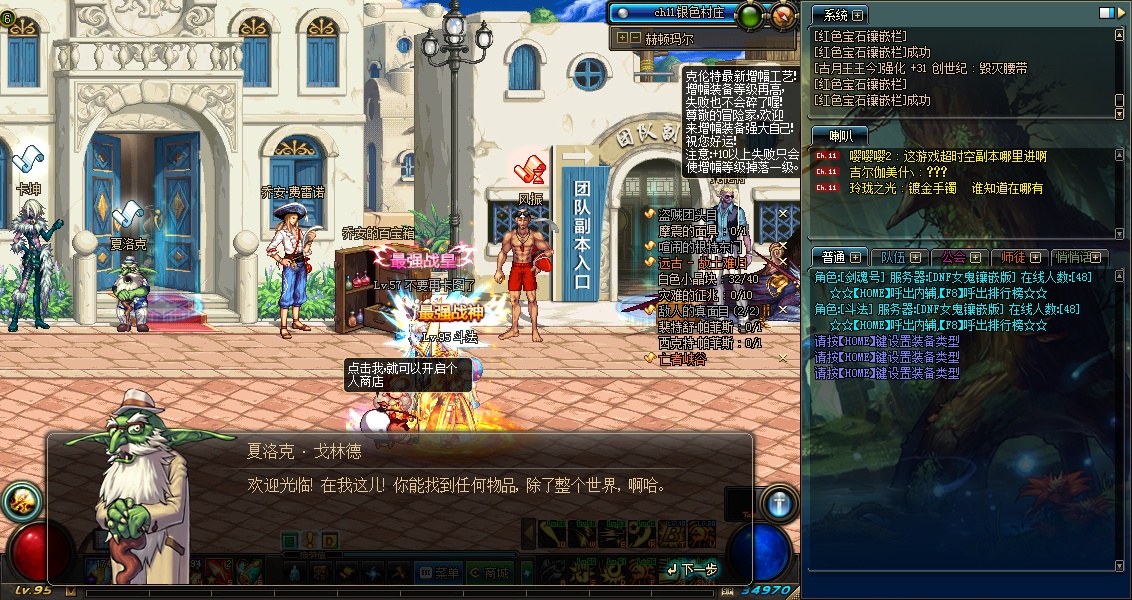 ch11.银色村庄
赫顿玛尔
克伦特最新增幅工艺!
增幅装备等级再高,
失败也不会碎了喔!
尊敬的冒险家,欢迎
来增幅装备强大自己!
祝您好运!
注意:+10以上失败只会
使增幅等级掉落一级。
团队副
卡坤
夏洛克
乔安·费雷诺
乔安的百宝箱
风振
团队副本入口
最强战皇
Lv.57 不要用卡图了
最强战神
Lv.95 斗法
点击我,就可以开启个
人商店
盗贼团头目
摩震的面具 : 0/1
喧闹的根特东门
白色小晶块 : 32/40
灾难的征兆 : 0/10
敌人的真面目 (2/2)
裴特舒·帕菲斯 : 0/1
西克特·帕菲斯 : 0/1
亡者峡谷
夏洛克 · 戈林德
欢迎光临! 在我这儿! 你能找到任何物品, 除了整个世界, 啊哈。
下一步
菜单
商城
Lv.95
34970
系统
[红色宝石镶嵌栏]
[红色宝石镶嵌栏]成功
[古月王王今]强化 +31 创世纪 : 毁灭腰带
[红色宝石镶嵌栏]
[红色宝石镶嵌栏]成功
喇叭
Ch.11 嘤嘤嘤2 : 这游戏超时空副本哪里进啊
Ch.11 吉尔伽美什、: ???
Ch.11 玲珑之光 : 镀金手镯 谁知道在哪有
普通 队伍 公会 师徒 悄悄话
角色:[剑魂号] 服务器:[DNF女鬼镶嵌版] 在线人数:[48]
☆☆【HOME】呼出内辅,【F8】呼出排行榜☆☆
角色:[斗法] 服务器:[DNF女鬼镶嵌版] 在线人数:[48]
☆☆【HOME】呼出内辅,【F8】呼出排行榜☆☆
请按【HOME】键设置装备类型
请按【HOME】键设置装备类型
请按【HOME】键设置装备类型